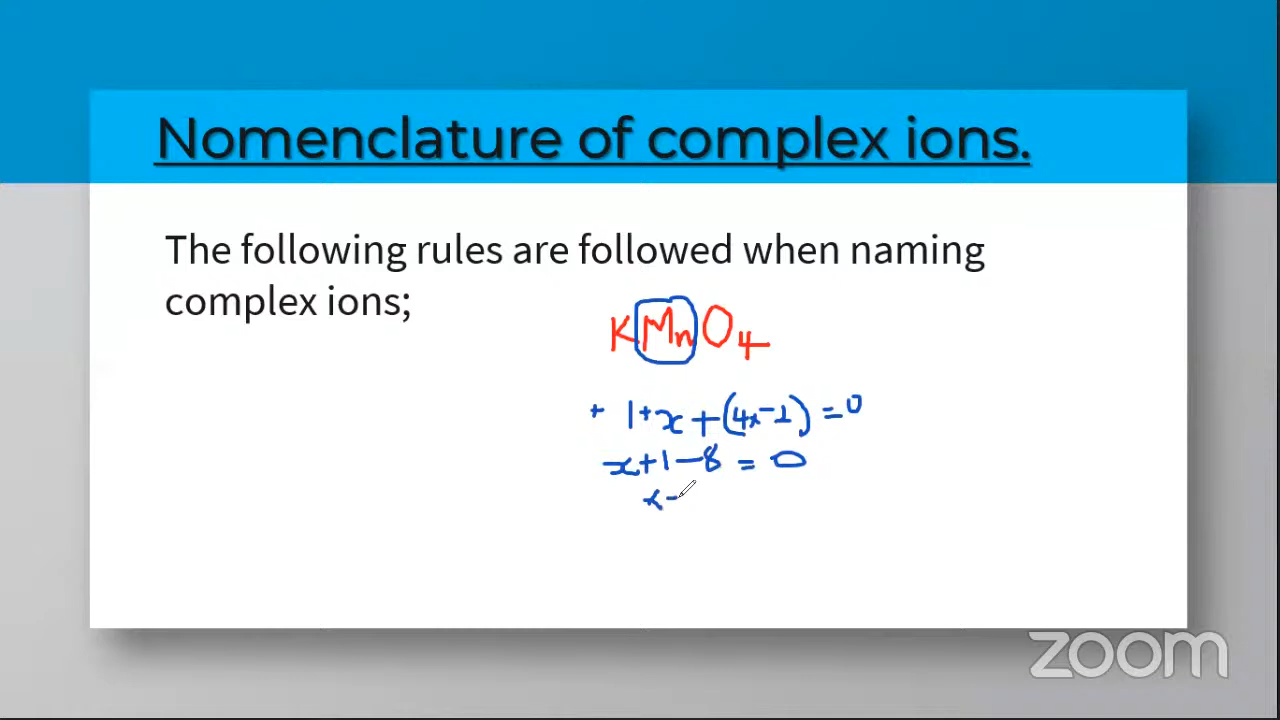 Nomenclature of complex ions.
The following rules are followed when naming
complex ions;
KMnO4
+ 1+x+(4x-2)=0
x+1-8=0
x-
zoom